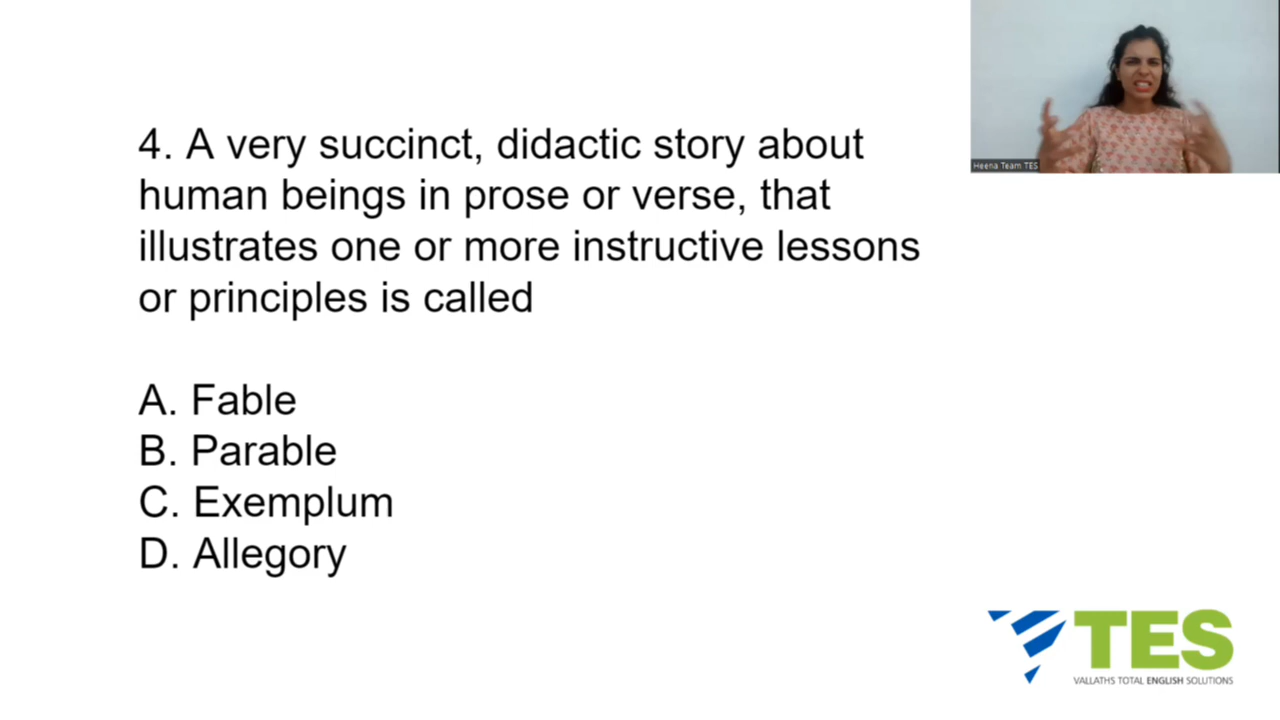 4. A very succinct, didactic story about
human beings in prose or verse, that
illustrates one or more instructive lessons
or principles is called
A. Fable
B. Parable
C. Exemplum
D. Allegory
Heena Team TES
TES
VALLATHS TOTAL ENGLISH SOLUTIONS